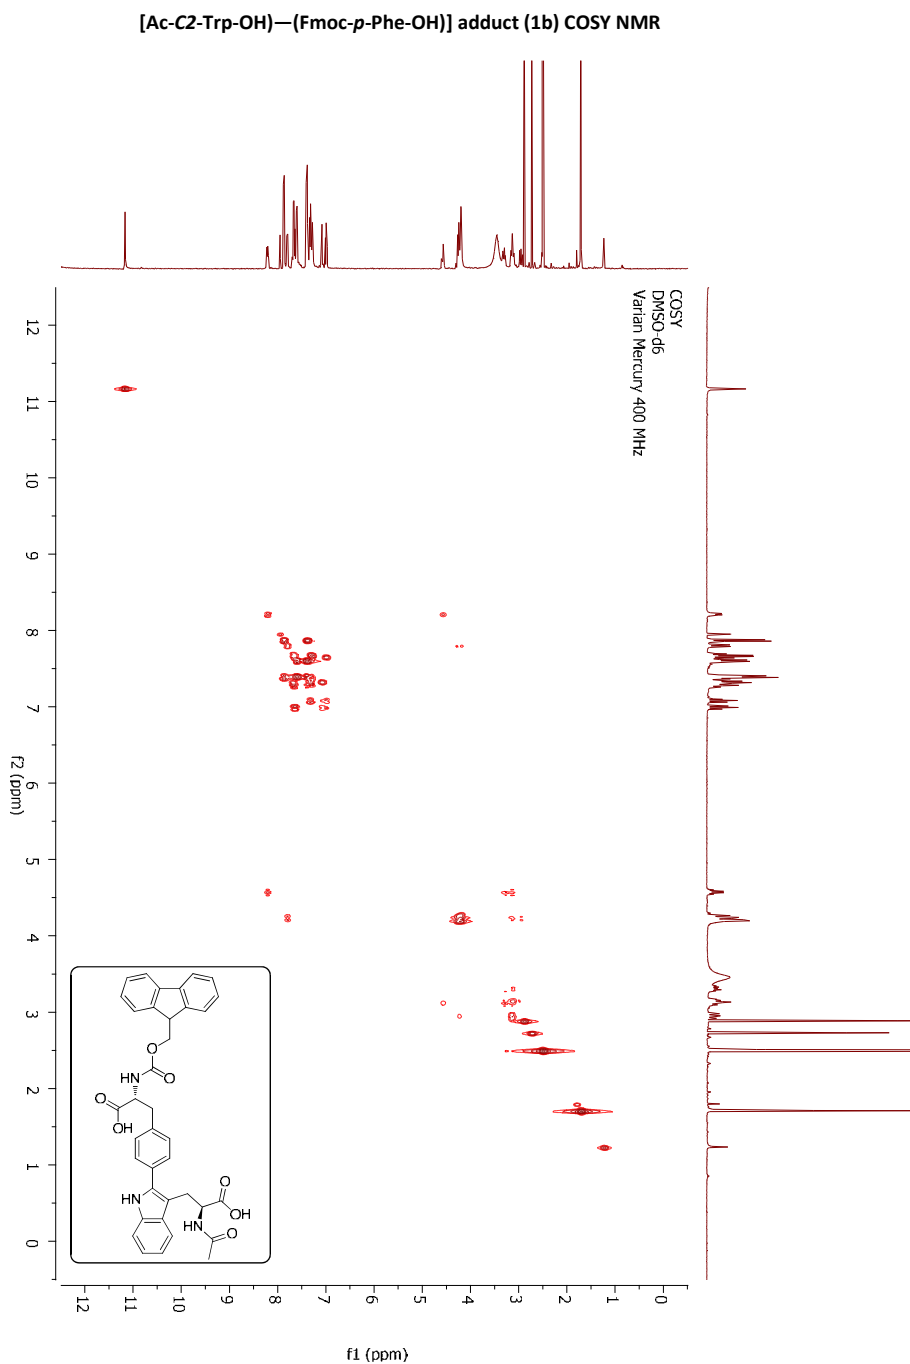 [Ac-C2-Trp-OH)—(Fmoc-p-Phe-OH)] adduct (1b) COSY NMR
COSY
DMSO-d6
Varian Mercury 400 MHz
12
11
10
9
8
7
6
5
4
3
2
1
0
f2 (ppm)
12
11
10
9
8
7
6
5
4
3
2
1
0
f1 (ppm)
O
O
HN
O
OH
O
HN
O
OH
HN
O